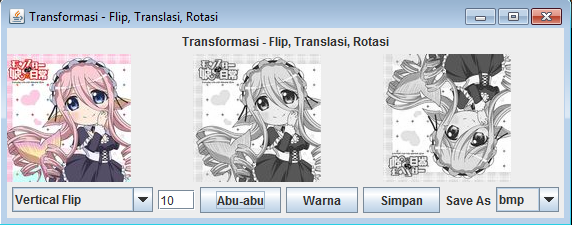 Transformasi - Flip, Translasi, Rotasi
Transformasi - Flip, Translasi, Rotasi
Vertical Flip 10 Abu-abu Warna Simpan Save As bmp